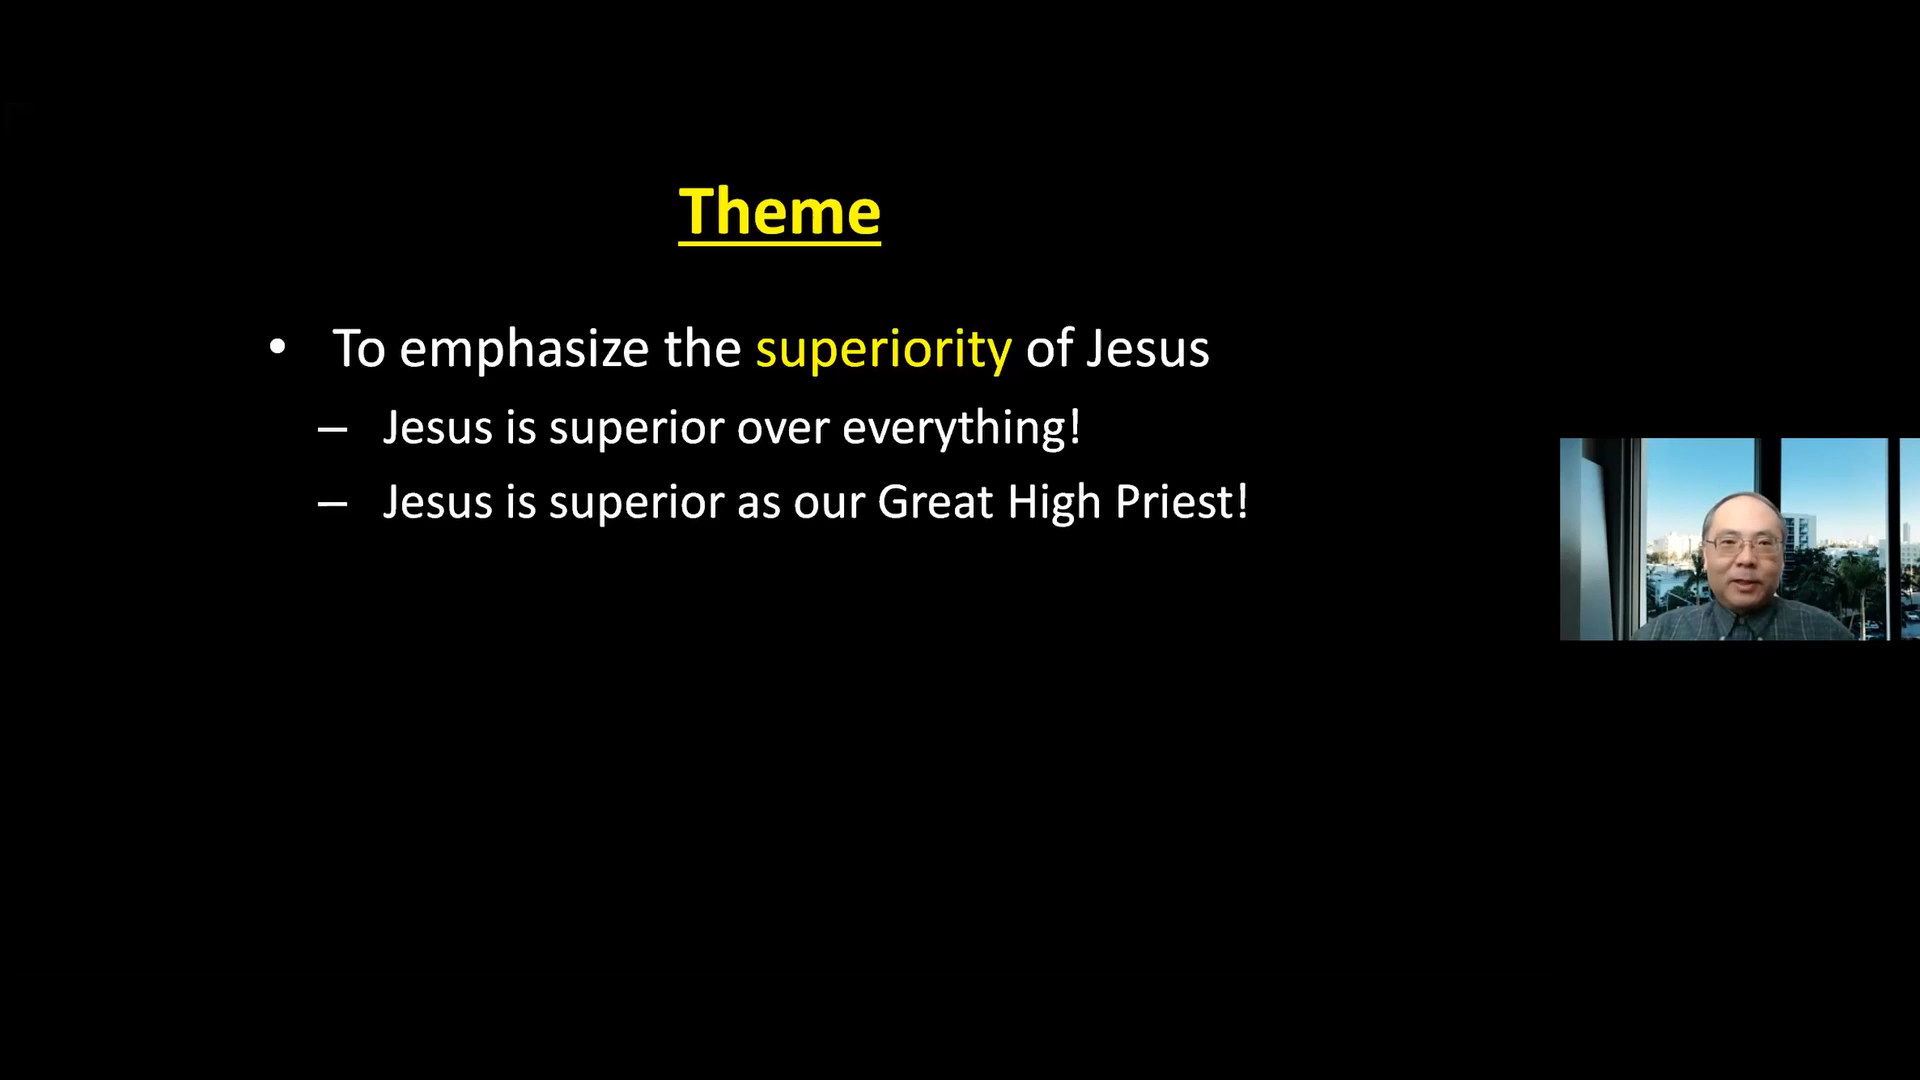 Theme
• To emphasize the superiority of Jesus
– Jesus is superior over everything!
– Jesus is superior as our Great High Priest!